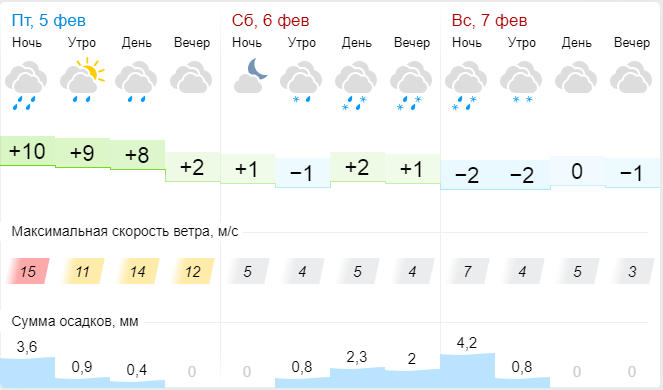 Пт, 5 фев Сб, 6 фев Вс, 7 фев
Ночь Утро День Вечер Ночь Утро День Вечер Ночь Утро День Вечер
+10 +9 +8 +2 +1 −1 +2 +1 −2 −2 0 −1
Максимальная скорость ветра, м/с
15 11 14 12 5 4 5 4 7 4 5 3
Сумма осадков, мм
3,6 0,9 0,4 0 0 0,8 2,3 2 4,2 0,8 0 0